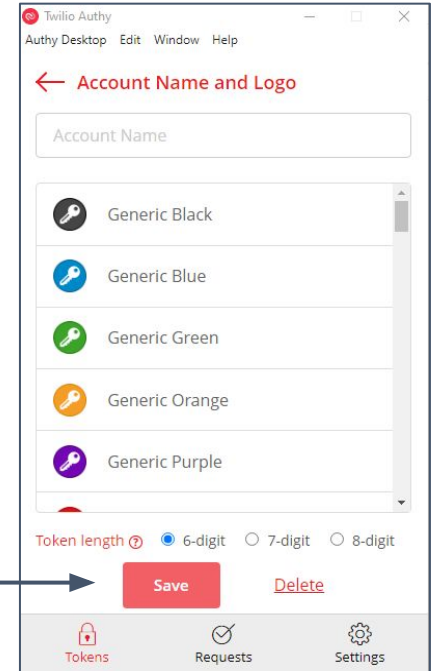 Twilio Authy
Authy Desktop Edit Window Help
Account Name and Logo
Account Name
Generic Black
Generic Blue
Generic Green
Generic Orange
Generic Purple
Token length ? 6-digit 7-digit 8-digit
Save Delete
Tokens Requests Settings